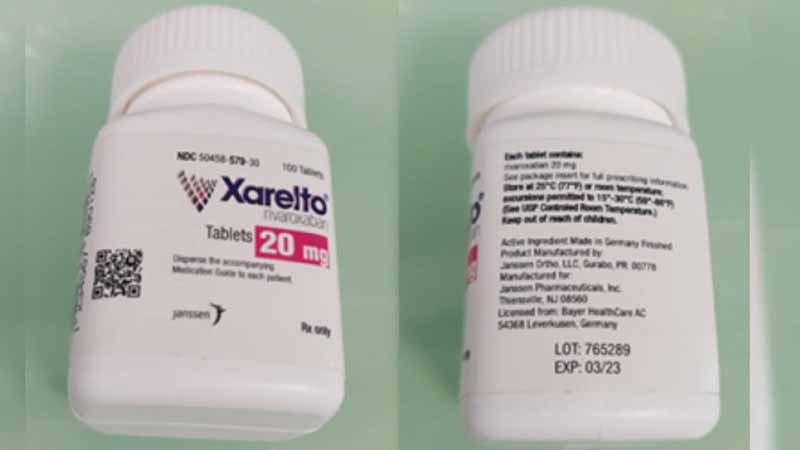 NDC 50458-579-30 100 Tablets
Xarelto®
rivaroxaban
Tablets 20 mg
Dispense the accompanying
Medication Guide to each patient.
janssen
Rx only
Each tablet contains:
rivaroxaban 20 mg
See package insert for full prescribing information.
Store at 25°C (77°F) or room temperature;
excursions permitted to 15°-30°C (59°-86°F)
(See USP Controlled Room Temperature.)
Keep out of reach of children.
Active Ingredient Made in Germany Finished
Product Manufactured by:
Janssen Ortho, LLC, Gurabo, PR 00778
Manufactured for:
Janssen Pharmaceuticals, Inc.
Thiensville, NJ 08560
Licensed from: Bayer HealthCare AC
54368 Leverkusen, Germany
LOT: 765289
EXP: 03/23